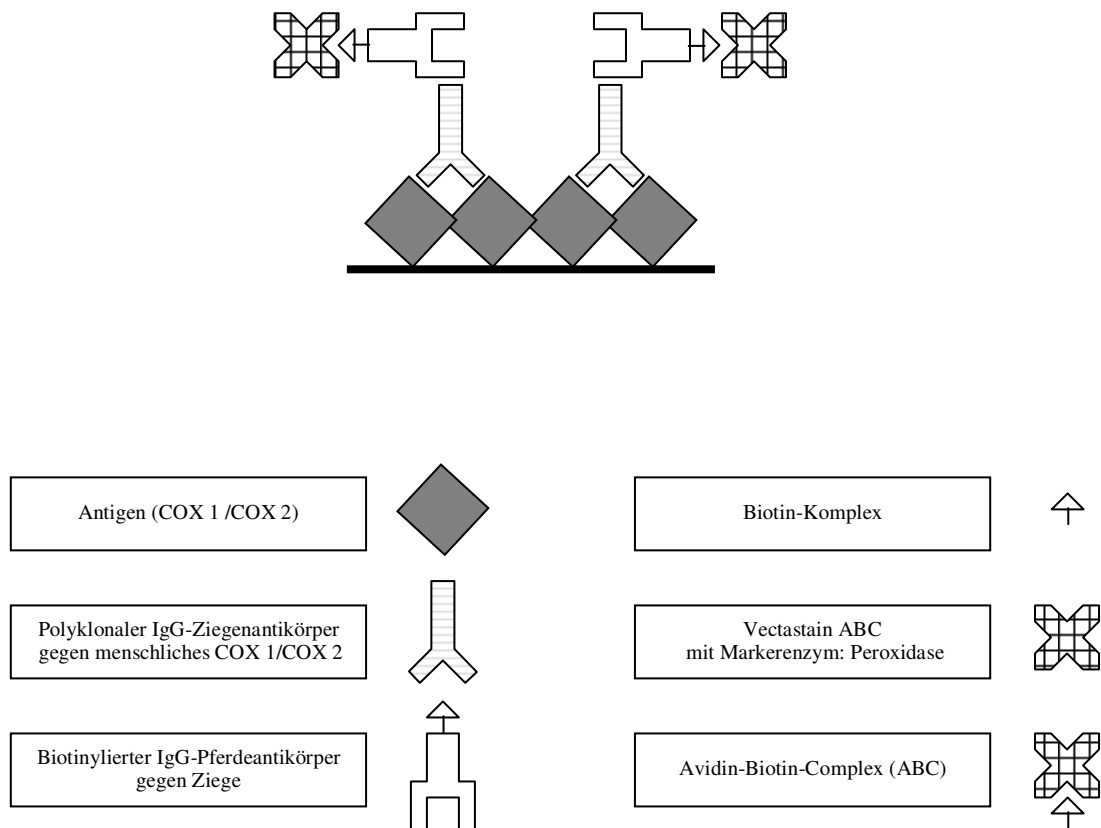 Antigen (COX 1 /COX 2)
Biotin-Komplex
Polyklonaler IgG-Ziegenantikörper
gegen menschliches COX 1/COX 2
Vectastain ABC
mit Markerenzym: Peroxidase
Biotinylierter IgG-Pferdeantikörper
gegen Ziege
Avidin-Biotin-Complex (ABC)